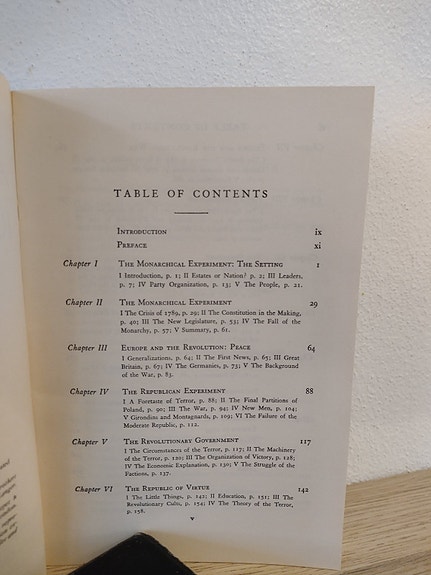 TABLE OF CONTENTS
INTRODUCTION ix
PREFACE xi
Chapter I THE MONARCHICAL EXPERIMENT: THE SETTING 1
I Introduction, p. 1; II Estates or Nation? p. 2; III Leaders,
p. 7; IV Party Organization, p. 13; V The People, p. 21.
Chapter II THE MONARCHICAL EXPERIMENT 29
I The Crisis of 1789, p. 29; II The Constitution in the Making,
p. 40; III The New Legislature, p. 53; IV The Fall of the
Monarchy, p. 57; V Summary, p. 61.
Chapter III EUROPE AND THE REVOLUTION: PEACE 64
I Generalizations, p. 64; II The First News, p. 65; III Great
Britain, p. 67; IV The Germanies, p. 73; V The Background
of the War, p. 83.
Chapter IV THE REPUBLICAN EXPERIMENT 88
I A Foretaste of Terror, p. 88; II The Final Partitions of
Poland, p. 90; III The War, p. 94; IV New Men, p. 104;
V Girondins and Montagnards, p. 109; VI The Failure of the
Moderate Republic, p. 112.
Chapter V THE REVOLUTIONARY GOVERNMENT 117
I The Circumstances of the Terror, p. 117; II The Machinery
of the Terror, p. 120; III The Organization of Victory, p. 128;
IV The Economic Explanation, p. 130; V The Struggle of the
Factions, p. 137.
Chapter VI THE REPUBLIC OF VIRTUE 142
I The Little Things, p. 142; II Education, p. 151; III The
Revolutionary Cults, p. 154; IV The Theory of the Terror,
p. 158.
v